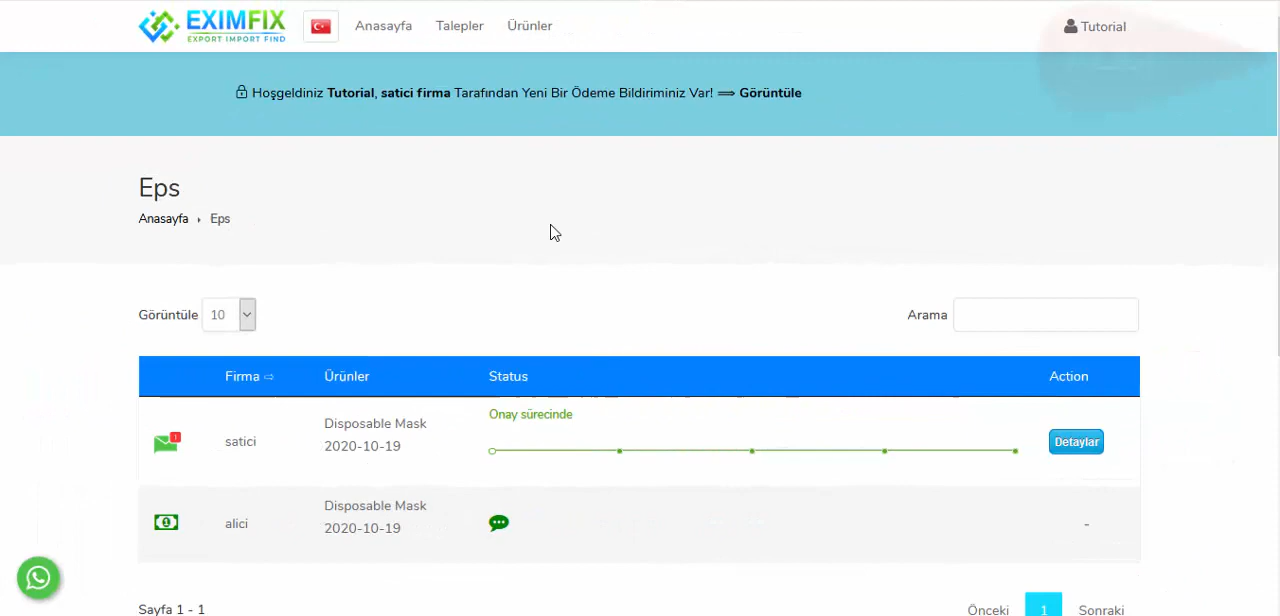 EXIMFIX
EXPORT IMPORT FIND
Anasayfa Talepler Ürünler
Tutorial
Hoşgeldiniz Tutorial, satici firma Tarafından Yeni Bir Ödeme Bildiriminiz Var! ⟹ Görüntüle
Eps
Anasayfa › Eps
Görüntüle 10
Arama
Firma ⇨ Ürünler Status Action
Onay sürecinde
1
satici
Disposable Mask
2020-10-19
Detaylar
alici
Disposable Mask
2020-10-19
-
Sayfa 1 - 1
Önceki 1 Sonraki